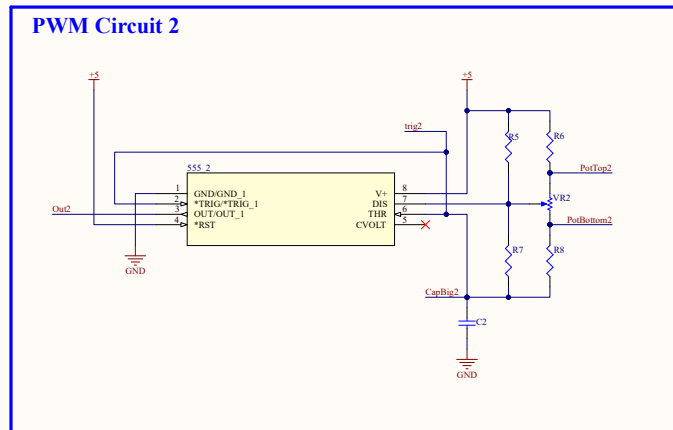 PWM Circuit 2
+5
+5
trig2
R5
R6
555_2
PotTop2
1
GND/GND_1
V+
8
2
*TRIG/*TRIG_1
DIS
7
VR2
Out2
3
OUT/OUT_1
THR
6
4
*RST
CVOLT
5
PotBottom2
R7
R8
GND
CapBig2
C2
GND